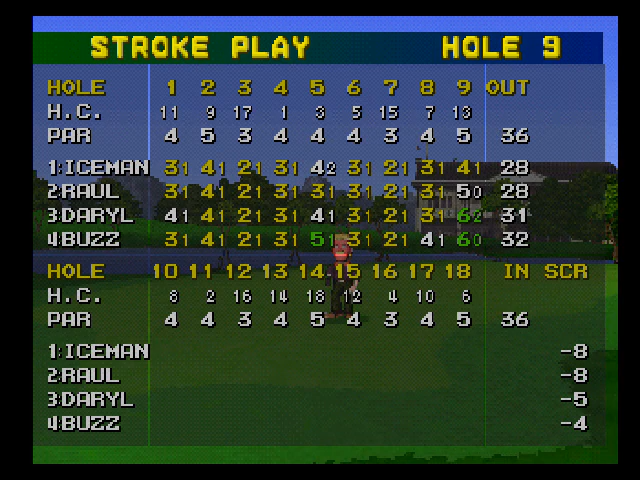 STROKE PLAY HOLE 9
HOLE 1 2 3 4 5 6 7 8 9 OUT
H.C. 11 9 17 1 3 5 15 7 13
PAR 4 5 3 4 4 4 3 4 5 36
1:ICEMAN 31 41 21 31 42 31 21 31 41 28
2:RAUL 31 41 21 31 31 31 21 31 50 28
3:DARYL 41 41 21 31 41 31 21 31 62 31
4:BUZZ 31 41 21 31 51 31 21 41 60 32
HOLE 10 11 12 13 14 15 16 17 18 IN SCR
H.C. 8 2 16 14 18 12 4 10 6
PAR 4 4 3 4 5 4 3 4 5 36
1:ICEMAN -8
2:RAUL -8
3:DARYL -5
4:BUZZ -4